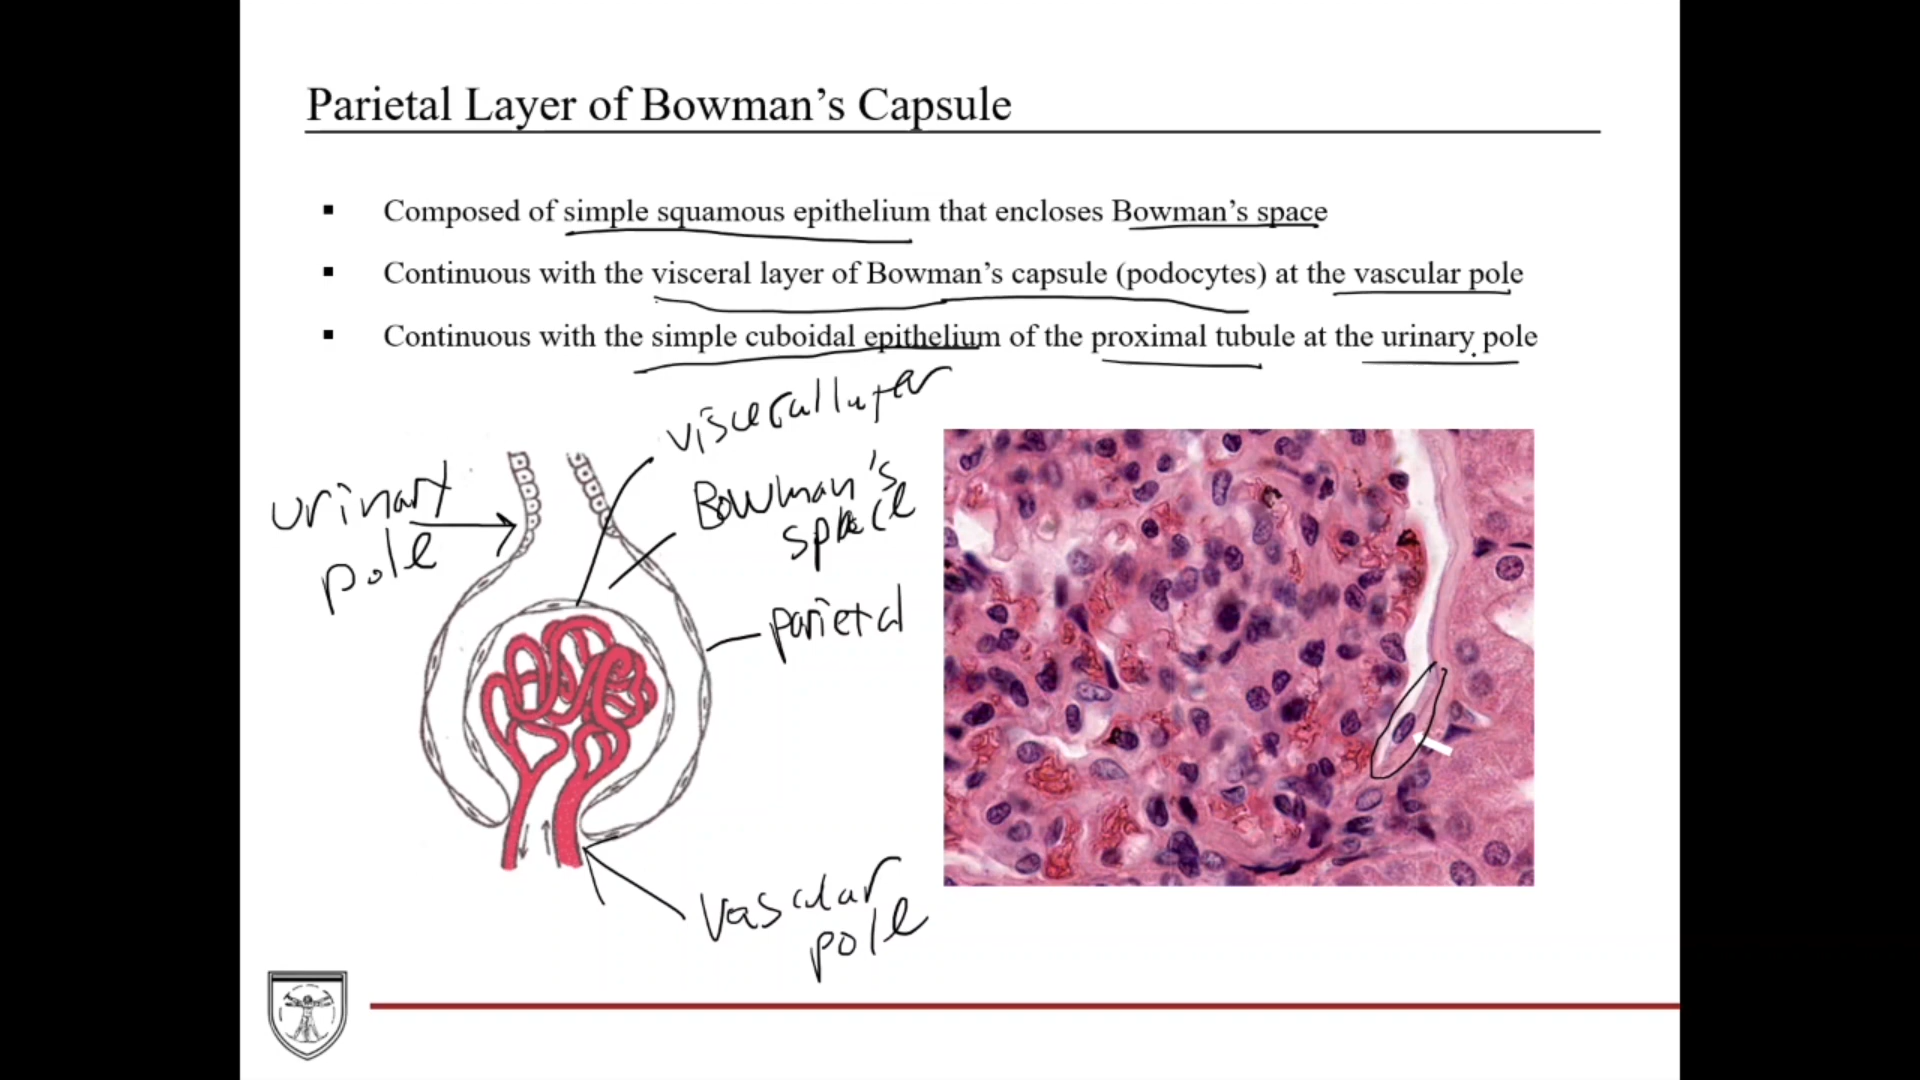 Parietal Layer of Bowman's Capsule
▪ Composed of simple squamous epithelium that encloses Bowman's space
▪ Continuous with the visceral layer of Bowman's capsule (podocytes) at the vascular pole
▪ Continuous with the simple cuboidal epithelium of the proximal tubule at the urinary pole
visceral layer
urinary
pole
Bowman's
space
parietal
vascular
pole